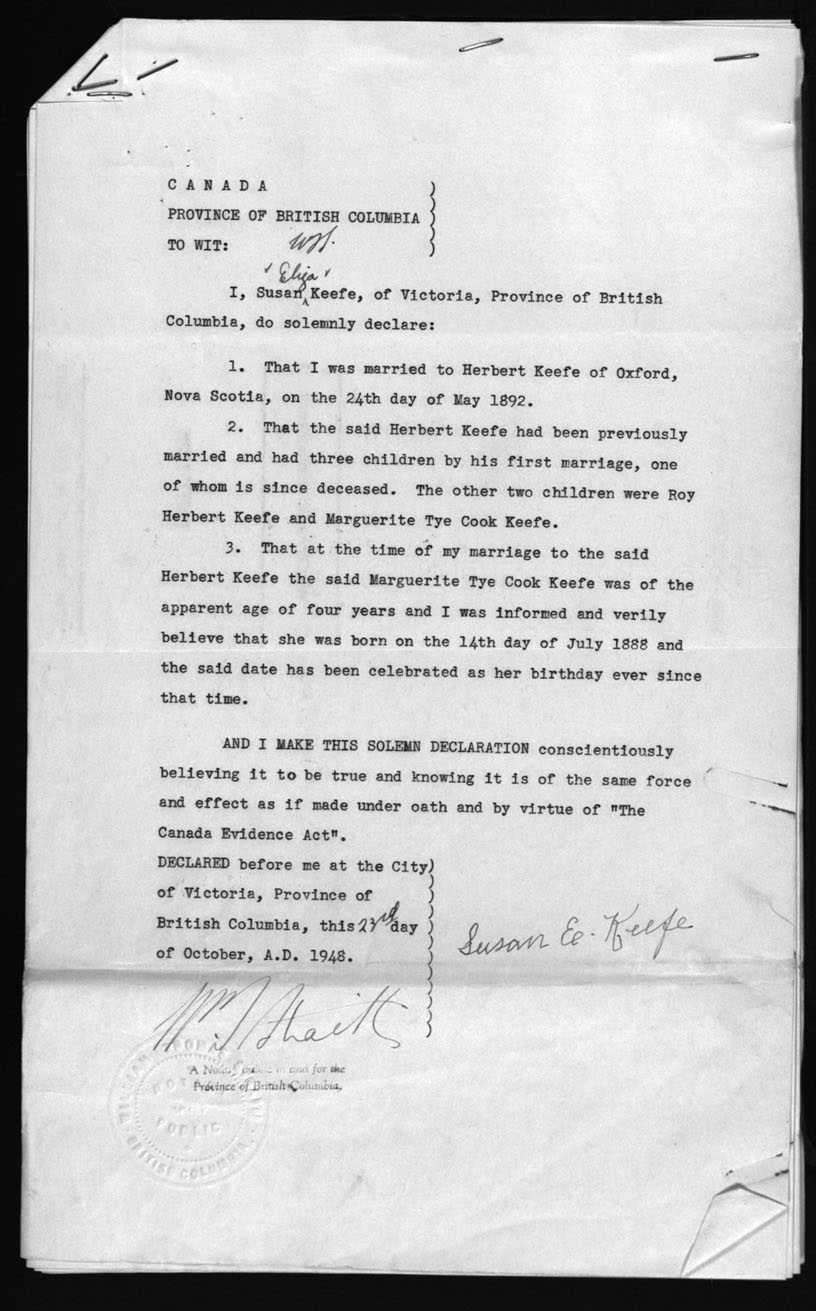 CANADA
PROVINCE OF BRITISH COLUMBIA
TO WIT:
Eliza
I, Susan Keefe, of Victoria, Province of British
Columbia, do solemnly declare:
1. That I was married to Herbert Keefe of Oxford,
Nova Scotia, on the 24th day of May 1892.
2. That the said Herbert Keefe had been previously
married and had three children by his first marriage, one
of whom is since deceased. The other two children were Roy
Herbert Keefe and Marguerite Tye Cook Keefe.
3. That at the time of my marriage to the said
Herbert Keefe the said Marguerite Tye Cook Keefe was of the
apparent age of four years and I was informed and verily
believe that she was born on the 14th day of July 1888 and
the said date has been celebrated as her birthday ever since
that time.
AND I MAKE THIS SOLEMN DECLARATION conscientiously
believing it to be true and knowing it is of the same force
and effect as if made under oath and by virtue of "The
Canada Evidence Act".
DECLARED before me at the City)
of Victoria, Province of
British Columbia, this 23rd day
of October, A.D. 1948.
Susan E. Keefe
A Notary Public in and for the
Province of British Columbia.
PUBLIC
BRITISH COLUMBIA